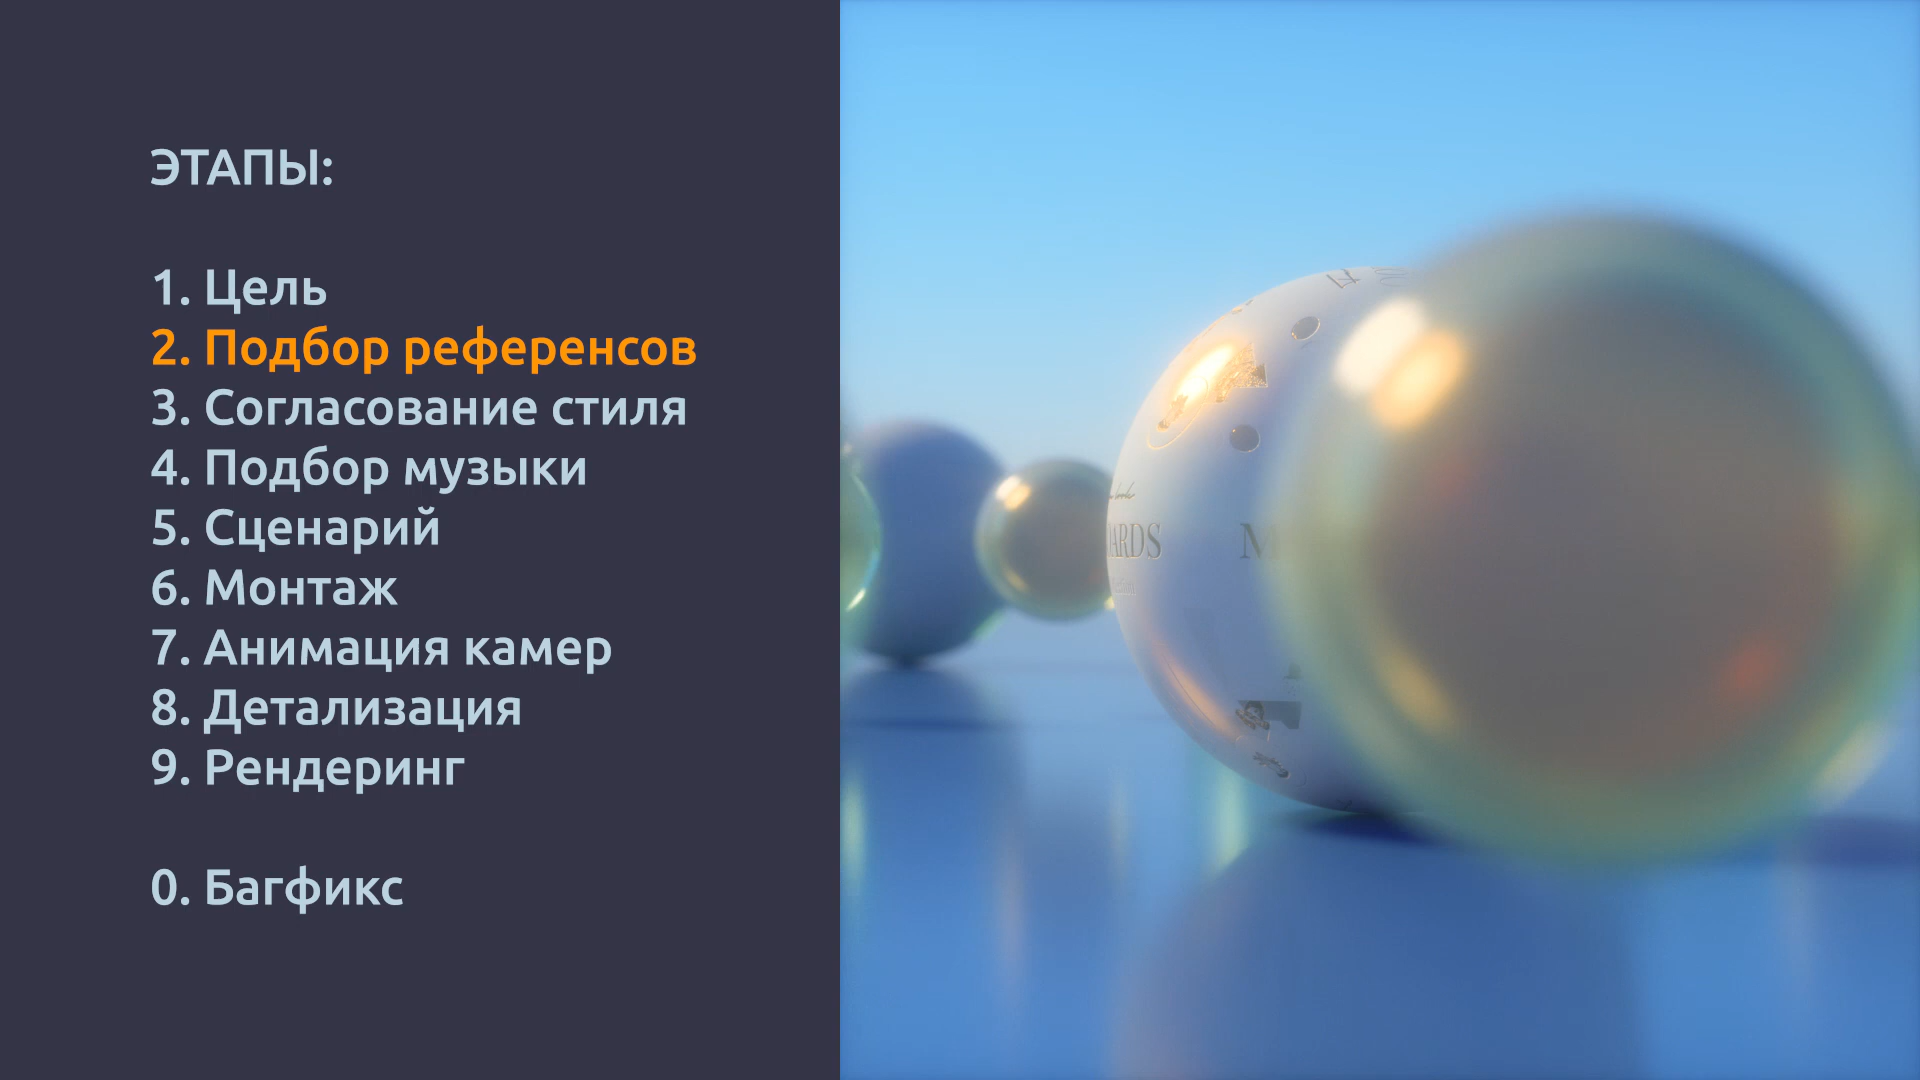 ЭТАПЫ:
1. Цель
2. Подбор референсов
3. Согласование стиля
4. Подбор музыки
5. Сценарий
6. Монтаж
7. Анимация камер
8. Детализация
9. Рендеринг
0. Багфикс